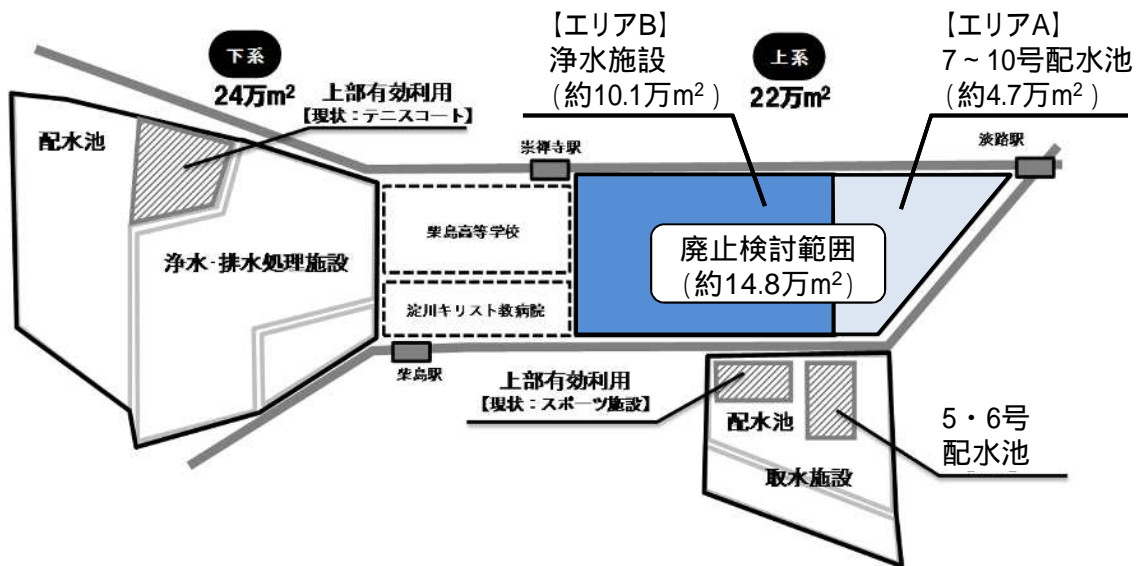 下系
24万m²
上部有効利用
【現状：テニスコート】
【エリアB】
浄水施設
（約10.1万m²）
上系
22万m²
【エリアA】
7～10号配水池
（約4.7万m²）
配水池
崇禅寺駅
淡路駅
柴島高等学校
浄水・排水処理施設
廃止検討範囲
（約14.8万m²）
淀川キリスト教病院
柴島駅
上部有効利用
【現状：スポーツ施設】
配水池
5・6号
配水池
取水施設